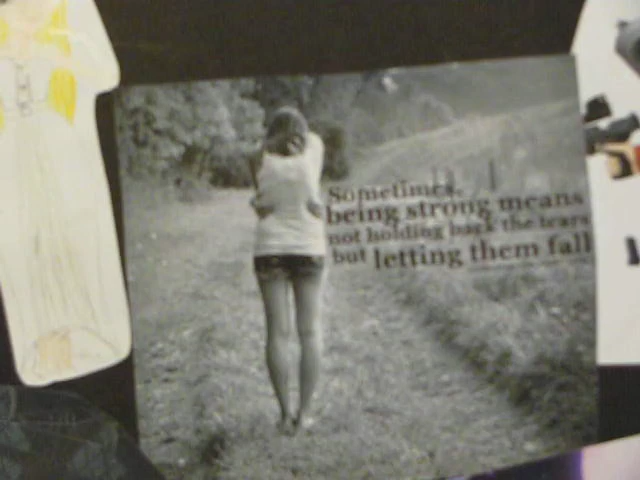 Sometimes,
being strong means
not holding back the tears
but letting them fall